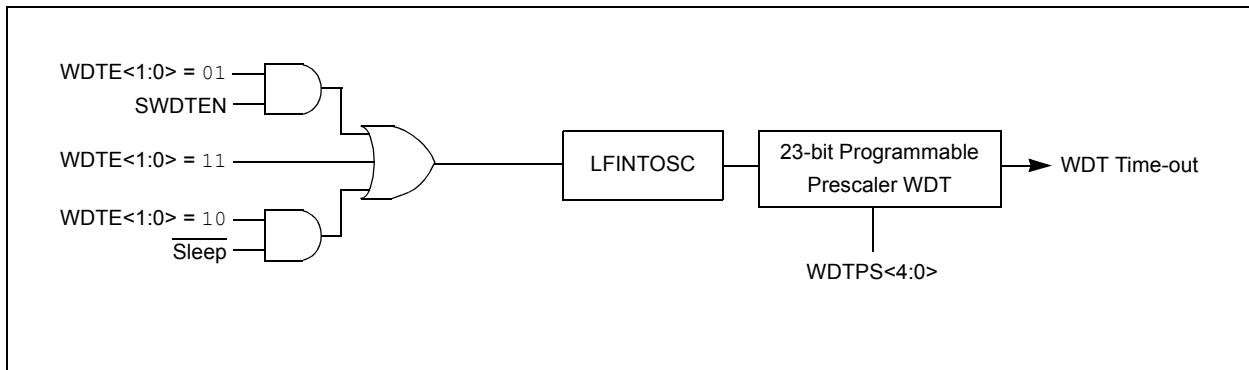 WDTE<1:0> = 01
SWDTEN
WDTE<1:0> = 11
WDTE<1:0> = 10
Sleep
LFINTOSC
23-bit Programmable
Prescaler WDT
WDT Time-out
WDTPS<4:0>